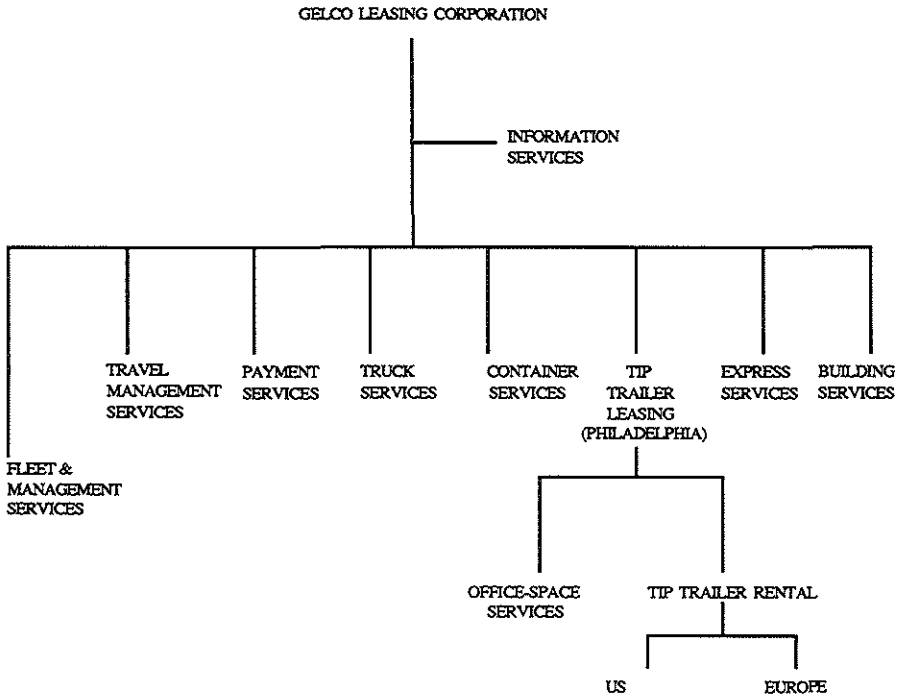 GELCO LEASING CORPORATION
INFORMATION
SERVICES
TRAVEL
MANAGEMENT
SERVICES
PAYMENT
SERVICES
TRUCK
SERVICES
CONTAINER
SERVICES
TIP
TRAILER
LEASING
(PHILADELPHIA)
EXPRESS
SERVICES
BUILDING
SERVICES
FLEET &
MANAGEMENT
SERVICES
OFFICE-SPACE
SERVICES
TIP TRAILER RENTAL
US
EUROPE